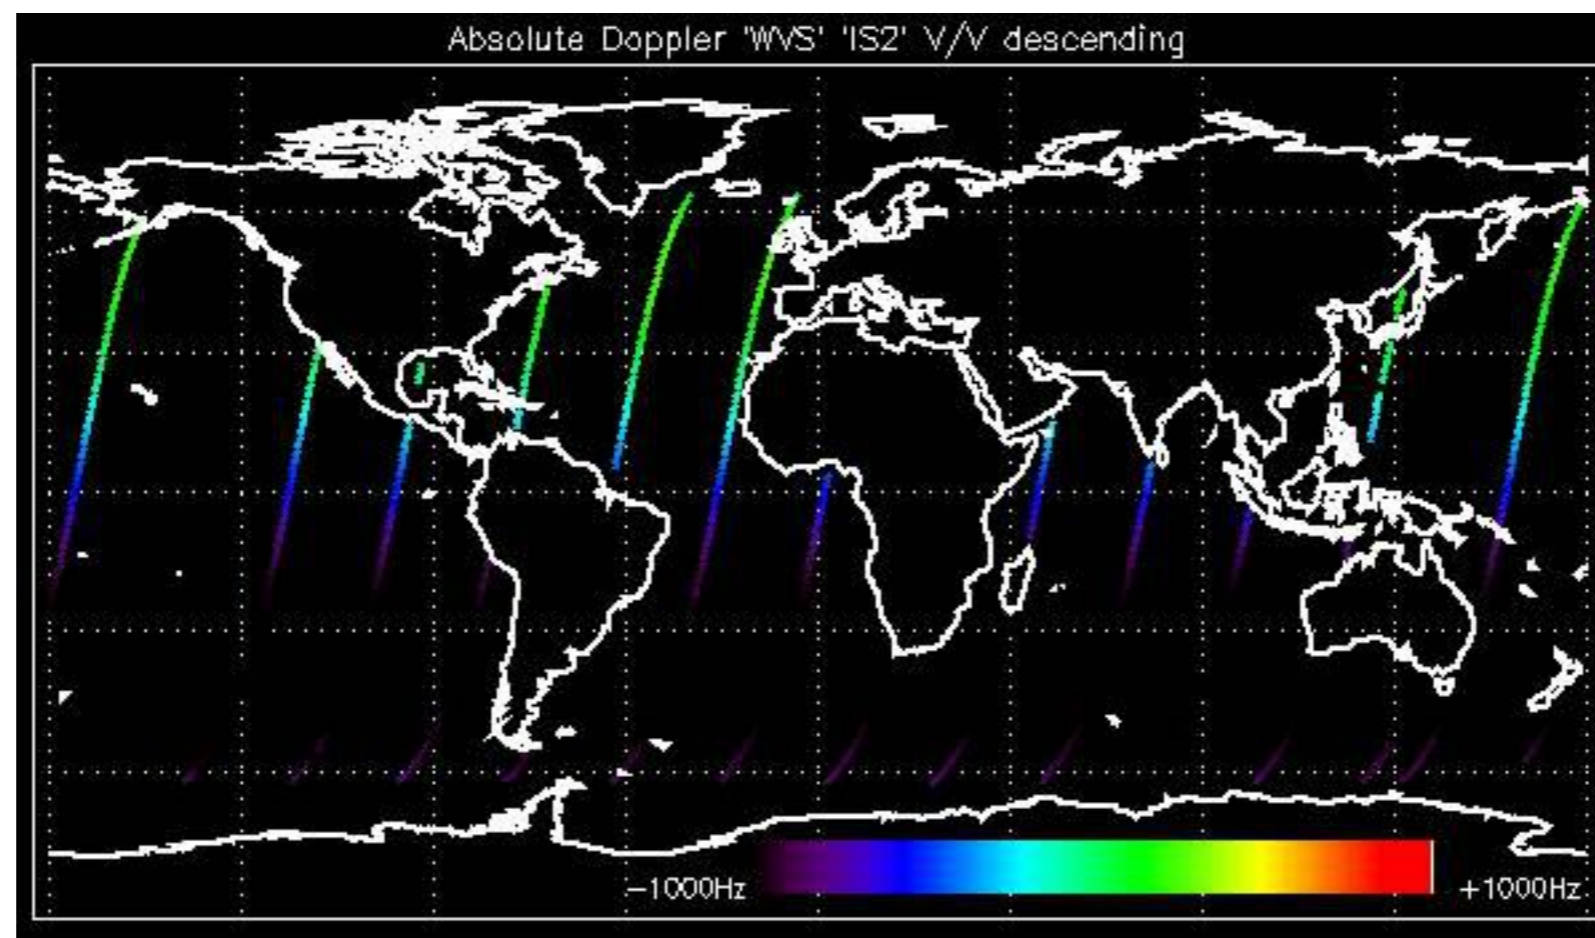 Absolute Doppler 'WVS' 'IS2' V/V descending
−1000Hz +1000Hz